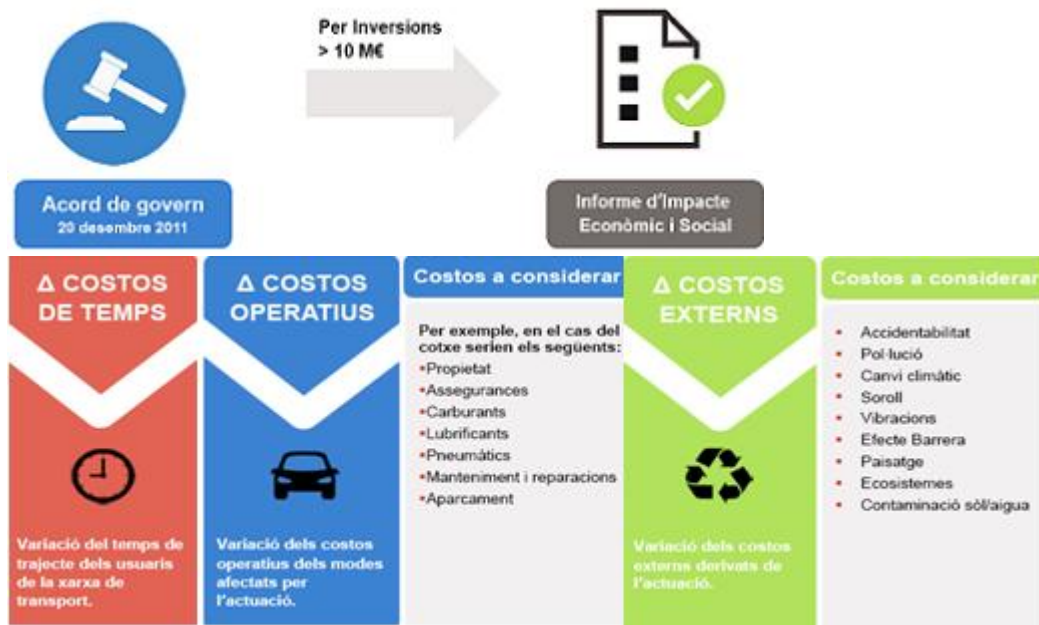 Per Inversions
> 10 M€
Acord de govern
20 desembre 2011
Informe d'Impacte
Econòmic i Social
Δ COSTOS
DE TEMPS
Variació del temps de
trajecte dels usuaris
de la xarxa de
transport.
Δ COSTOS
OPERATIUS
Variació dels costos
operatius dels modes
afectats per
l'actuació.
Costos a considerar
Per exemple, en el cas del
cotxe serien els següents:
•Propietat
•Assegurances
•Carburants
•Lubrificants
•Pneumàtics
•Manteniment i reparacions
•Aparcament
Δ COSTOS
EXTERNS
Variació dels costos
externs derivats de
l'actuació.
Costos a considerar
• Accidentabilitat
• Pol·lució
• Canvi climàtic
• Soroll
• Vibracions
• Efecte Barrera
• Paisatge
• Ecosistemes
• Contaminació sòl/aigua